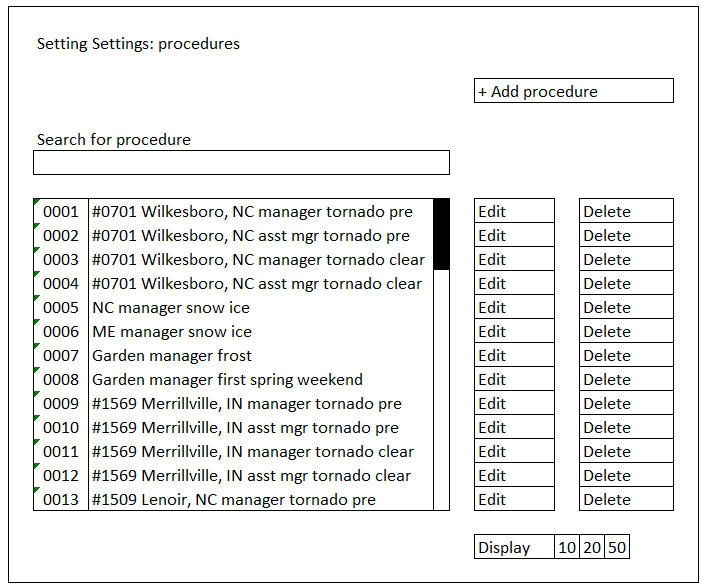 Setting Settings: procedures
+ Add procedure
Search for procedure
0001 #0701 Wilkesboro, NC manager tornado pre Edit Delete
0002 #0701 Wilkesboro, NC asst mgr tornado pre Edit Delete
0003 #0701 Wilkesboro, NC manager tornado clear Edit Delete
0004 #0701 Wilkesboro, NC asst mgr tornado clear Edit Delete
0005 NC manager snow ice Edit Delete
0006 ME manager snow ice Edit Delete
0007 Garden manager frost Edit Delete
0008 Garden manager first spring weekend Edit Delete
0009 #1569 Merrillville, IN manager tornado pre Edit Delete
0010 #1569 Merrillville, IN asst mgr tornado pre Edit Delete
0011 #1569 Merrillville, IN manager tornado clear Edit Delete
0012 #1569 Merrillville, IN asst mgr tornado clear Edit Delete
0013 #1509 Lenoir, NC manager tornado pre Edit Delete
Display 10 20 50